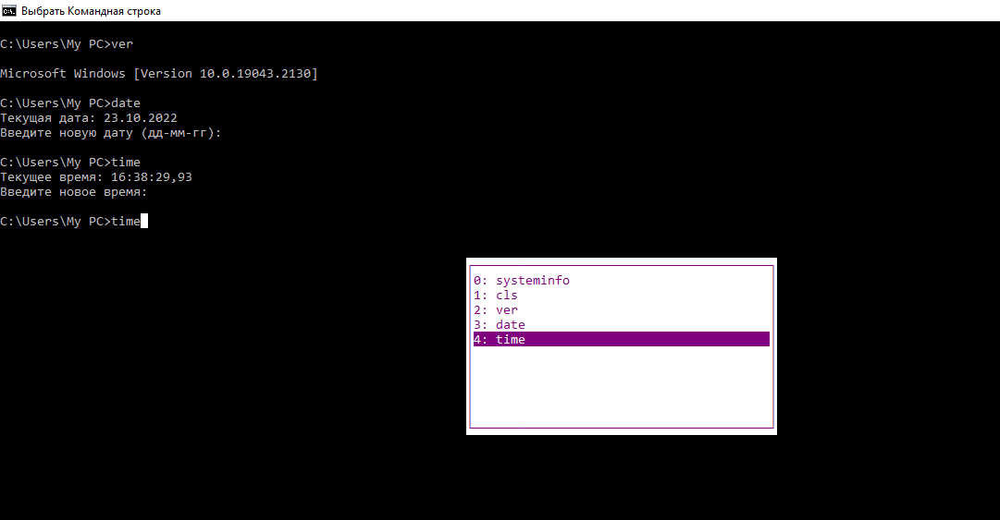 Выбрать Командная строка
C:\Users\My PC>ver
Microsoft Windows [Version 10.0.19043.2130]
C:\Users\My PC>date
Текущая дата: 23.10.2022
Введите новую дату (дд-мм-гг):
C:\Users\My PC>time
Текущее время: 16:38:29,93
Введите новое время:
C:\Users\My PC>time
0: systeminfo
1: cls
2: ver
3: date
4: time